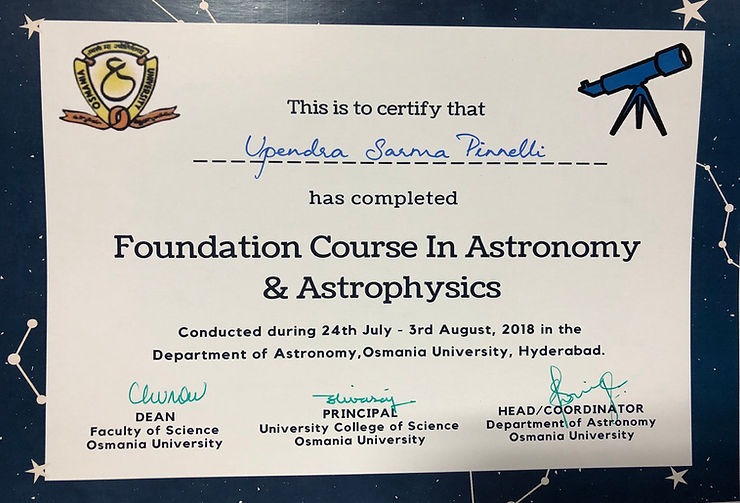 OSMANIA UNIVERSITY
This is to certify that
Upendra Sarma Pinnelli
has completed
Foundation Course In Astronomy
& Astrophysics
Conducted during 24th July - 3rd August, 2018 in the
Department of Astronomy,Osmania University, Hyderabad.
DEAN
Faculty of Science
Osmania University
PRINCIPAL
University College of Science
Osmania University
HEAD/COORDINATOR
Department of Astronomy
Osmania University